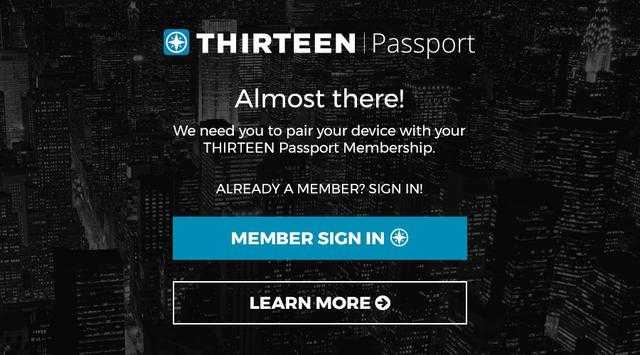 THIRTEEN | Passport
Almost there!
We need you to pair your device with your
THIRTEEN Passport Membership.
ALREADY A MEMBER? SIGN IN!
MEMBER SIGN IN
LEARN MORE